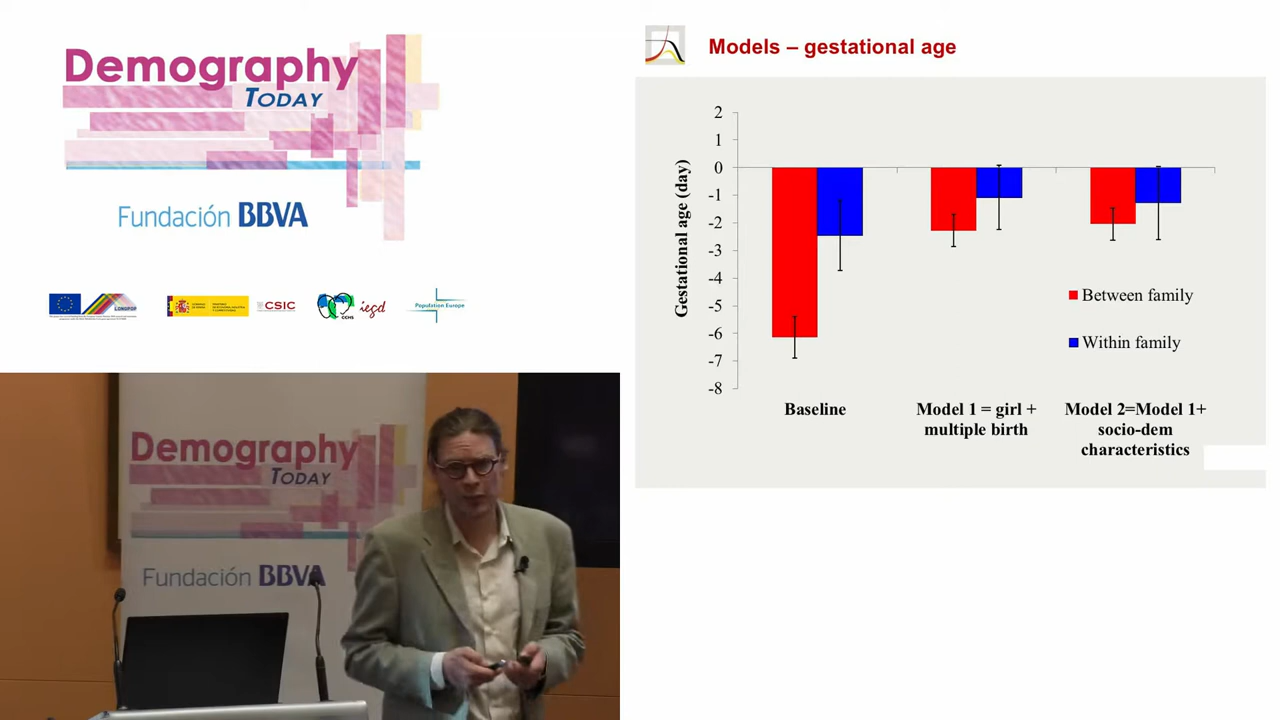 Demography
TODAY
Fundación BBVA
LONGPOP
CSIC
CCHS
iegd
Population Europe
Models – gestational age
Gestational age (day)
2
1
0
-1
-2
-3
-4
-5
-6
-7
-8
Between family
Within family
Baseline
Model 1 = girl +
multiple birth
Model 2=Model 1+
socio-dem
characteristics
Demography
TODAY
Fundación BBVA